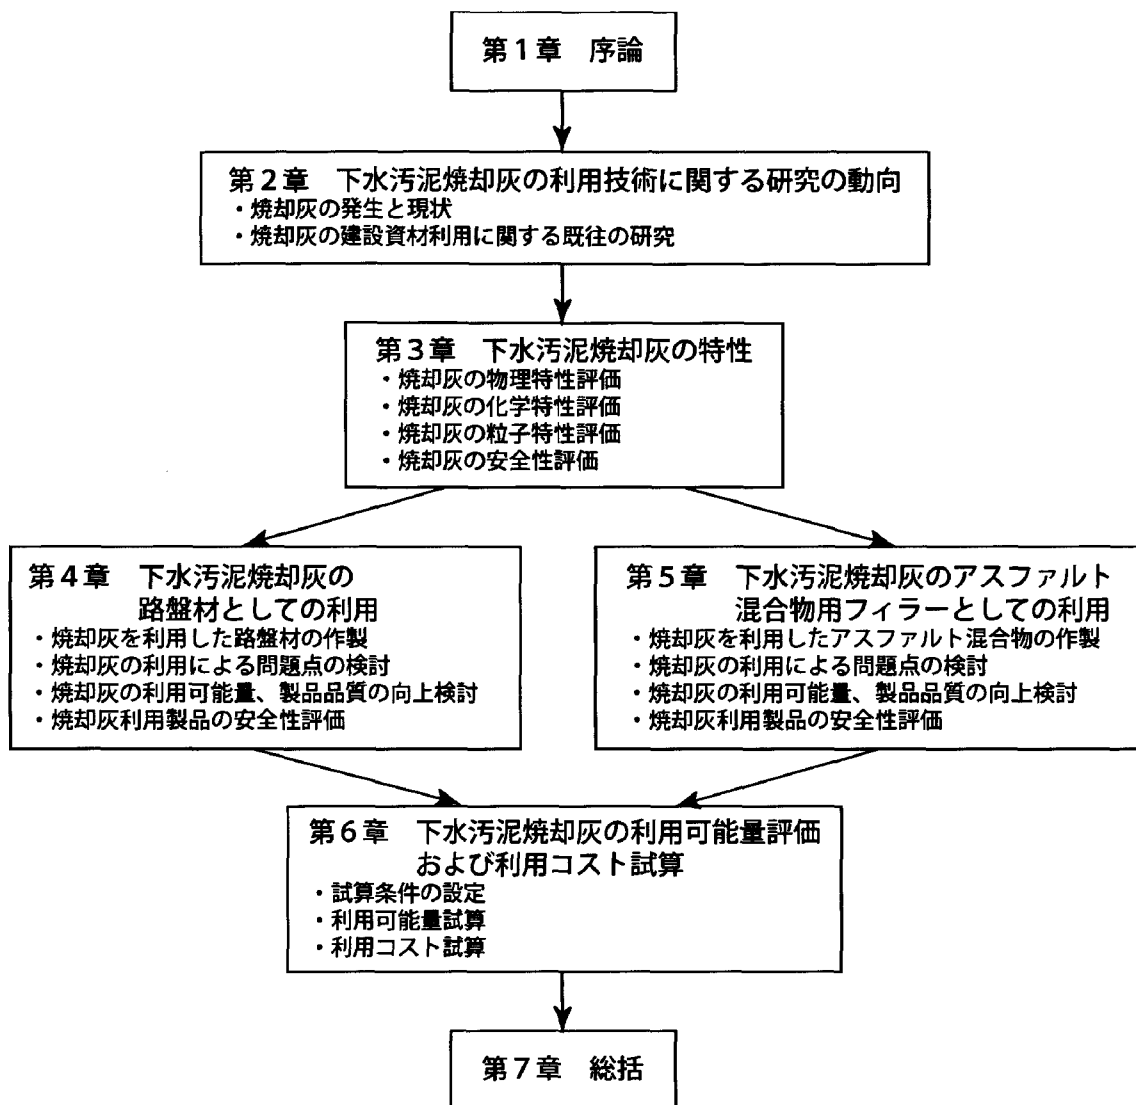 第1章 序論
第2章 下水汚泥焼却灰の利用技術に関する研究の動向
・焼却灰の発生と現状
・焼却灰の建設資材利用に関する既往の研究
第3章 下水汚泥焼却灰の特性
・焼却灰の物理特性評価
・焼却灰の化学特性評価
・焼却灰の粒子特性評価
・焼却灰の安全性評価
第4章 下水汚泥焼却灰の
路盤材としての利用
・焼却灰を利用した路盤材の作製
・焼却灰の利用による問題点の検討
・焼却灰の利用可能量、製品品質の向上検討
・焼却灰利用製品の安全性評価
第5章 下水汚泥焼却灰のアスファルト
混合物用フィラーとしての利用
・焼却灰を利用したアスファルト混合物の作製
・焼却灰の利用による問題点の検討
・焼却灰の利用可能量、製品品質の向上検討
・焼却灰利用製品の安全性評価
第6章 下水汚泥焼却灰の利用可能量評価
および利用コスト試算
・試算条件の設定
・利用可能量試算
・利用コスト試算
第7章 総括